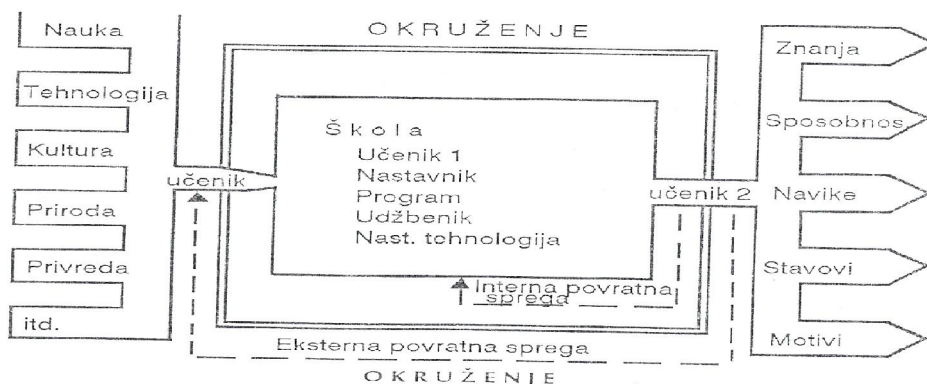 Nauka
Tehnologija
Kultura
Priroda
Privreda
itd.
OKRUŽENJE
učenik
Škola
Učenik 1
Nastavnik
Program
Udžbenik
Nast. tehnologija
učenik 2
Interna povratna
sprega
Eksterna povratna sprega
OKRUŽENJE
Znanja
Sposobnos
Navike
Stavovi
Motivi